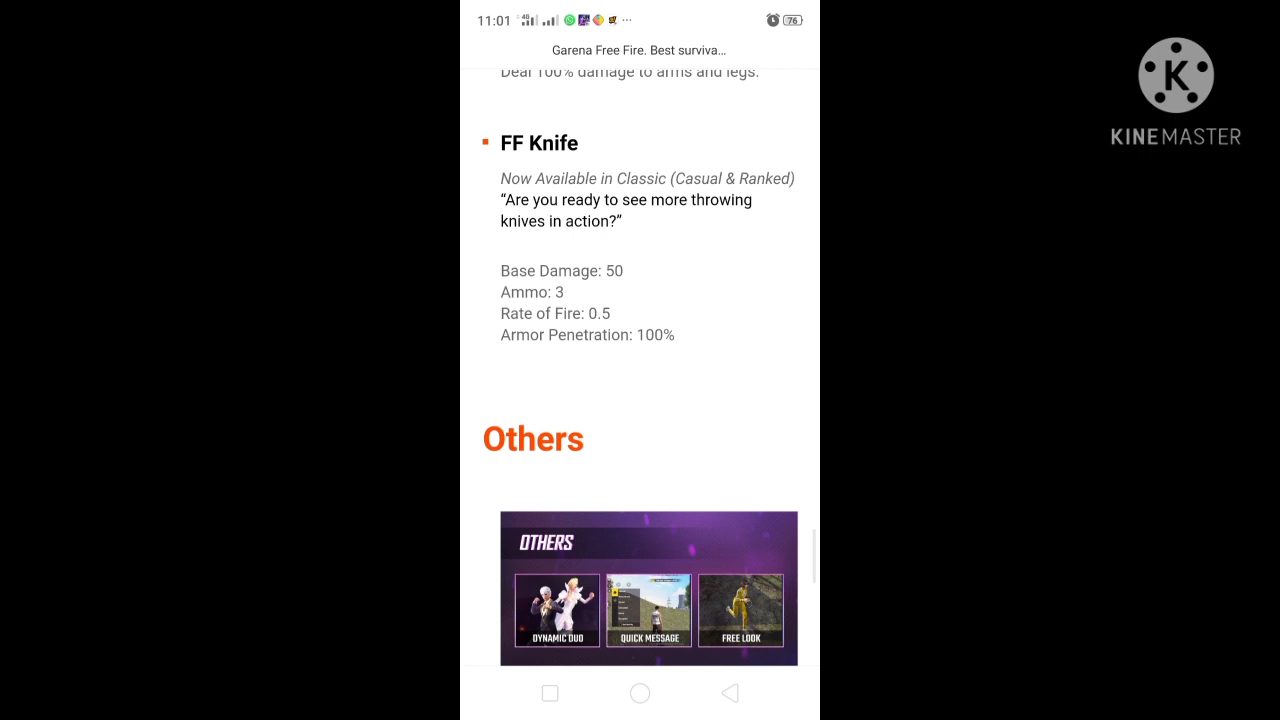 11:01
76
Garena Free Fire. Best surviva...
KINEMASTER
Deal 100% damage to arms and legs.
FF Knife
Now Available in Classic (Casual & Ranked)
“Are you ready to see more throwing
knives in action?”
Base Damage: 50
Ammo: 3
Rate of Fire: 0.5
Armor Penetration: 100%
Others
OTHERS
DYNAMIC DUO
QUICK MESSAGE
FREE LOOK